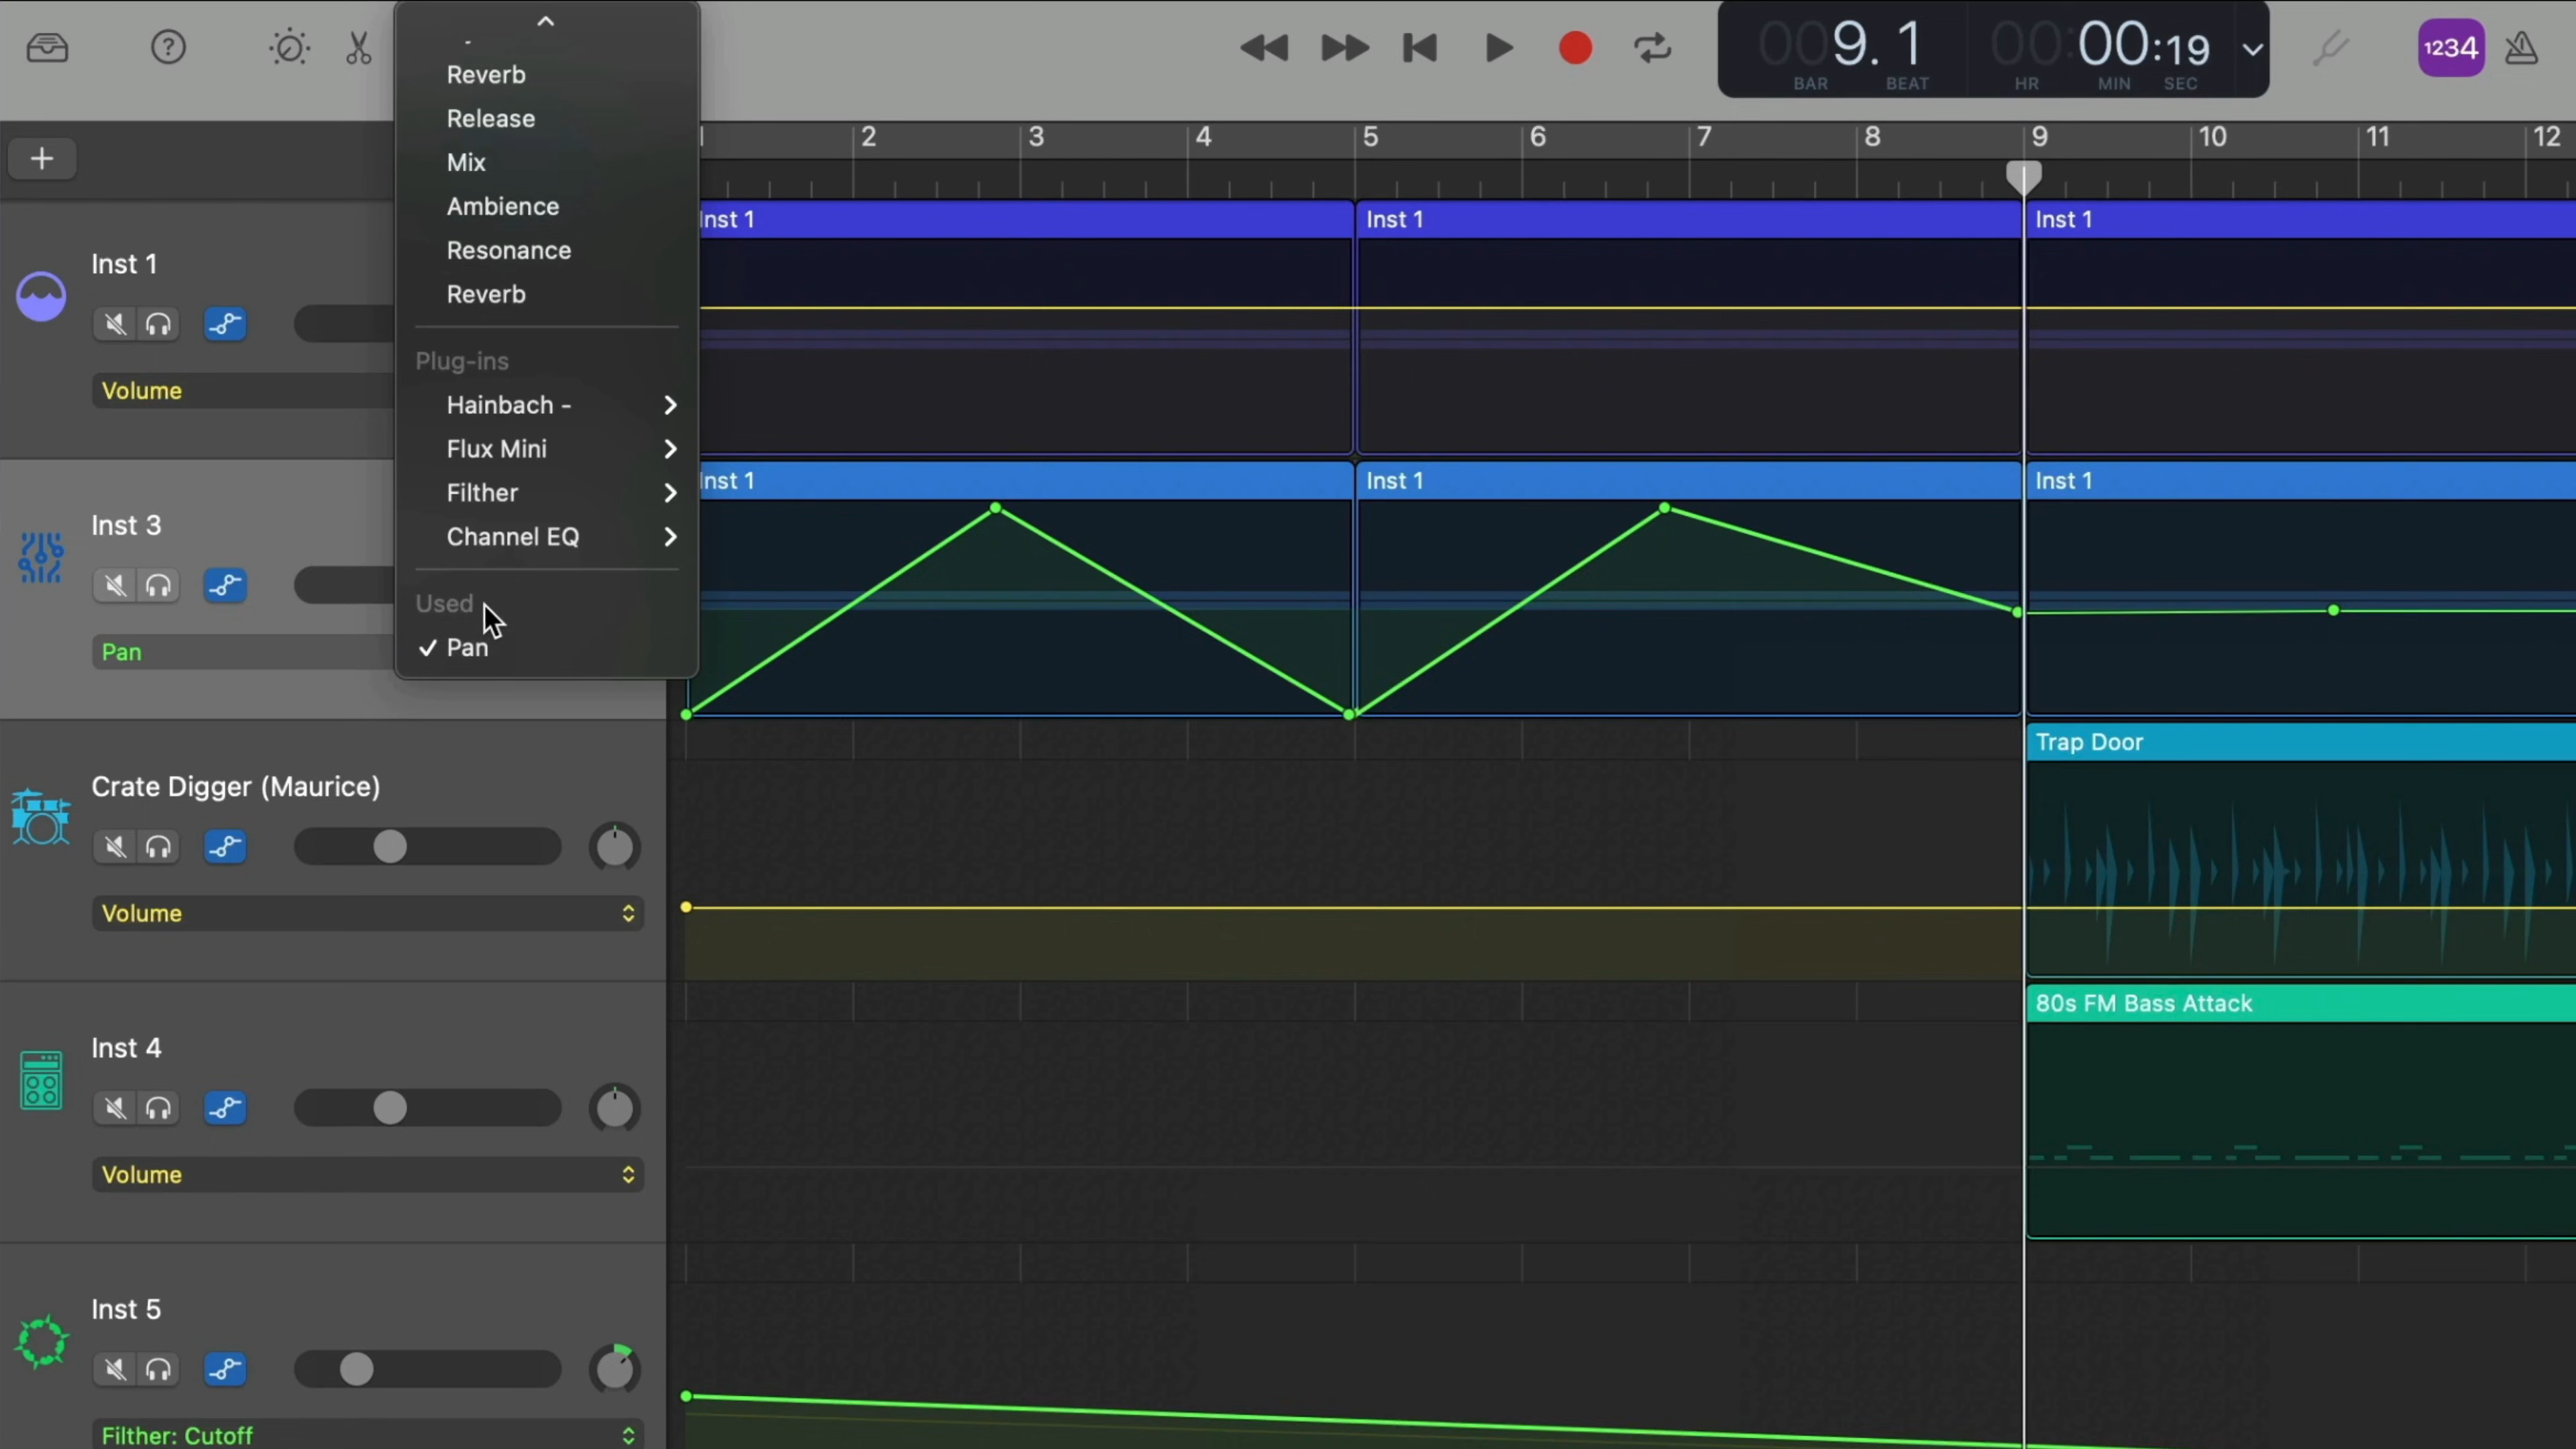 009. 1
BAR BEAT
00:00:19
HR MIN SEC
1234
Reverb
Release
Mix
Ambience
Resonance
Reverb
Plug-ins
Hainbach -
Flux Mini
Filther
Channel EQ
Used
✓ Pan
2 3 4 5 6 7 8 9 10 11 12
Inst 1
Volume
Inst 1
Inst 1
Inst 1
Inst 3
Pan
Inst 1
Inst 1
Inst 1
Crate Digger (Maurice)
Volume
Trap Door
Inst 4
Volume
80s FM Bass Attack
Inst 5
Filther: Cutoff